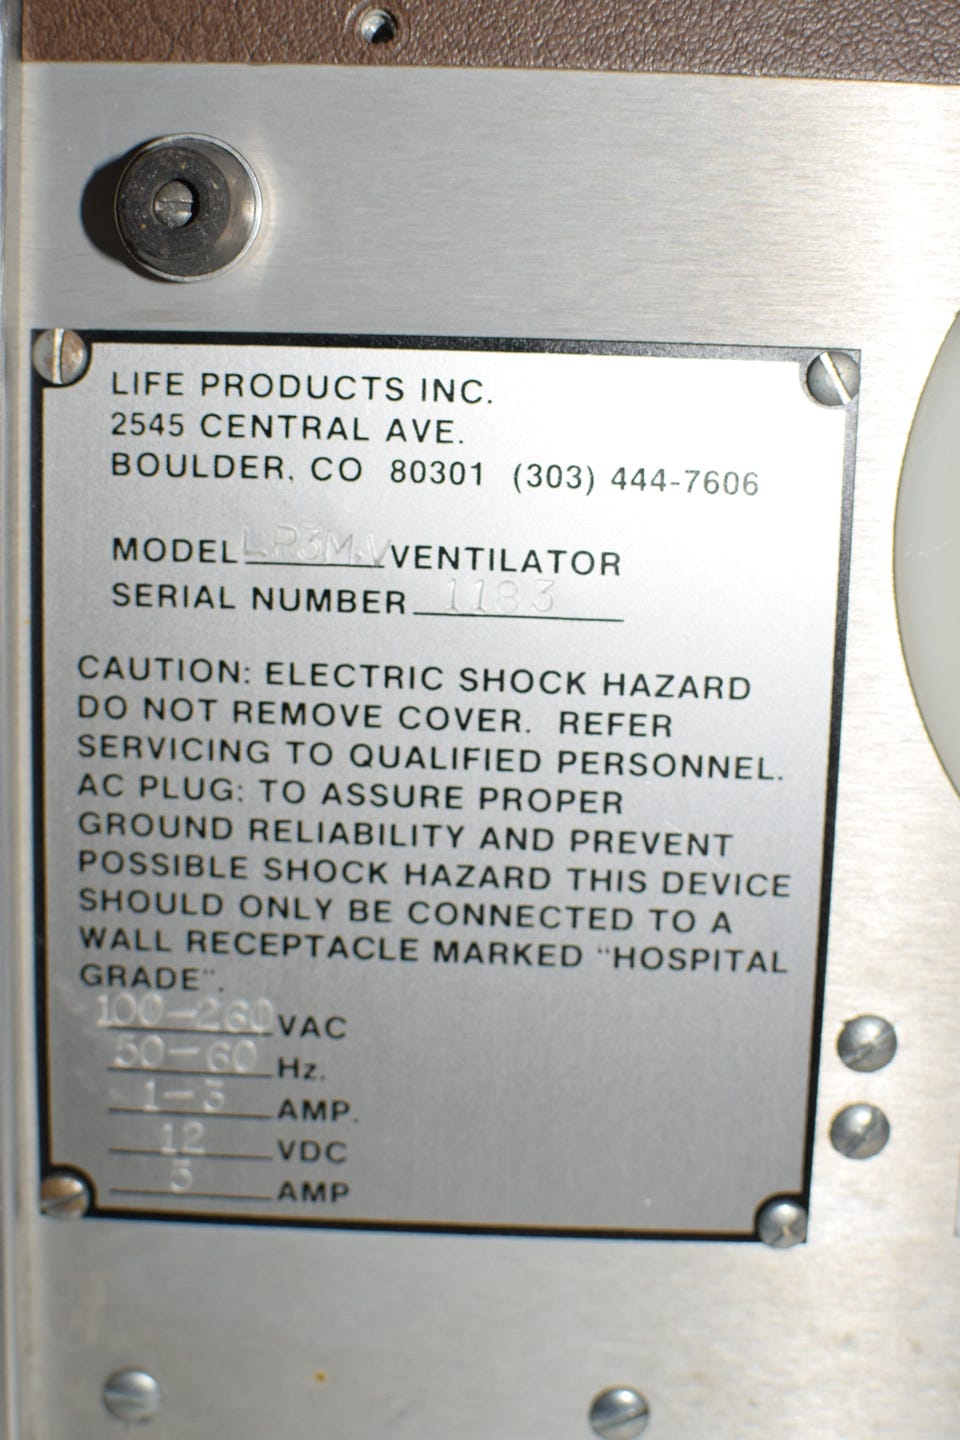 LIFE PRODUCTS INC.
2545 CENTRAL AVE.
BOULDER, CO 80301 (303) 444-7606
MODEL LP3M.V VENTILATOR
SERIAL NUMBER 1183
CAUTION: ELECTRIC SHOCK HAZARD
DO NOT REMOVE COVER. REFER
SERVICING TO QUALIFIED PERSONNEL.
AC PLUG: TO ASSURE PROPER
GROUND RELIABILITY AND PREVENT
POSSIBLE SHOCK HAZARD THIS DEVICE
SHOULD ONLY BE CONNECTED TO A
WALL RECEPTACLE MARKED "HOSPITAL
GRADE".
100-260 VAC
50-60 Hz.
1-3 AMP.
12 VDC
5 AMP